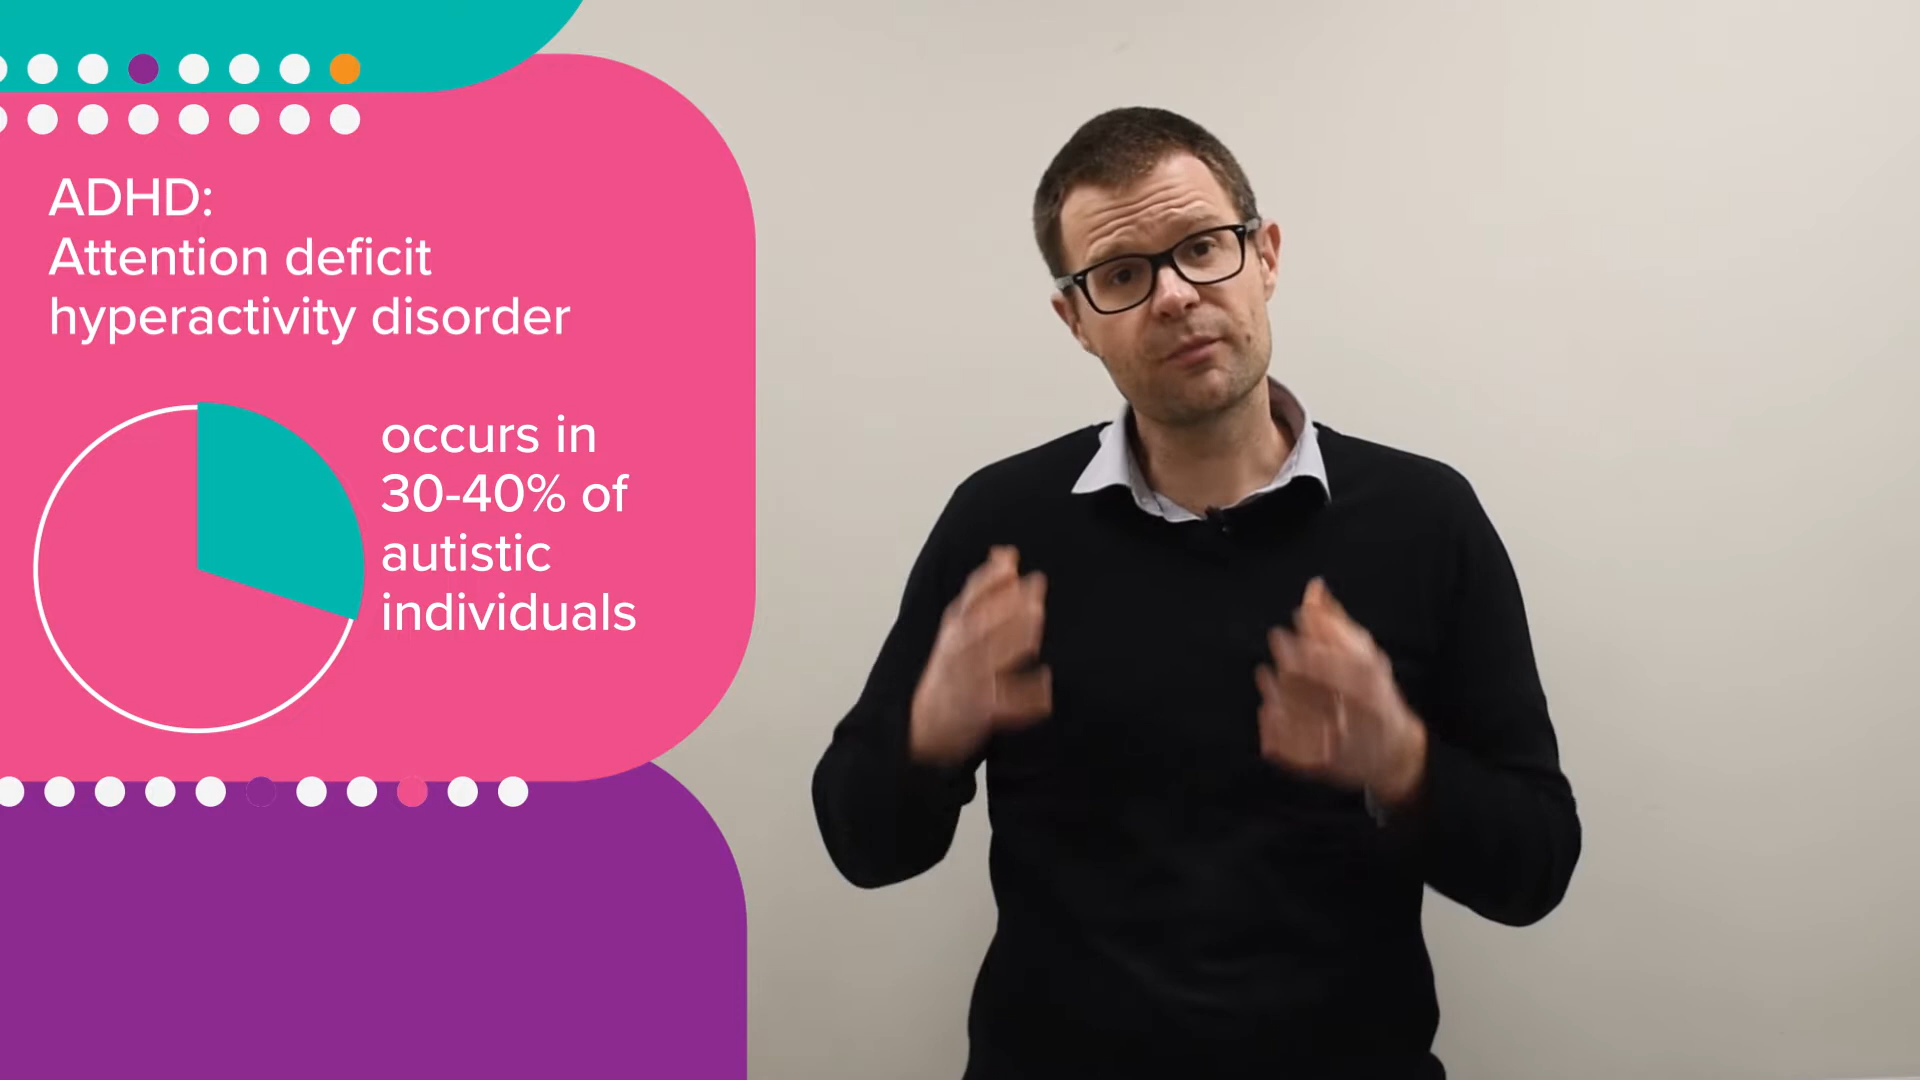 ADHD:
Attention deficit
hyperactivity disorder
occurs in
30-40% of
autistic
individuals